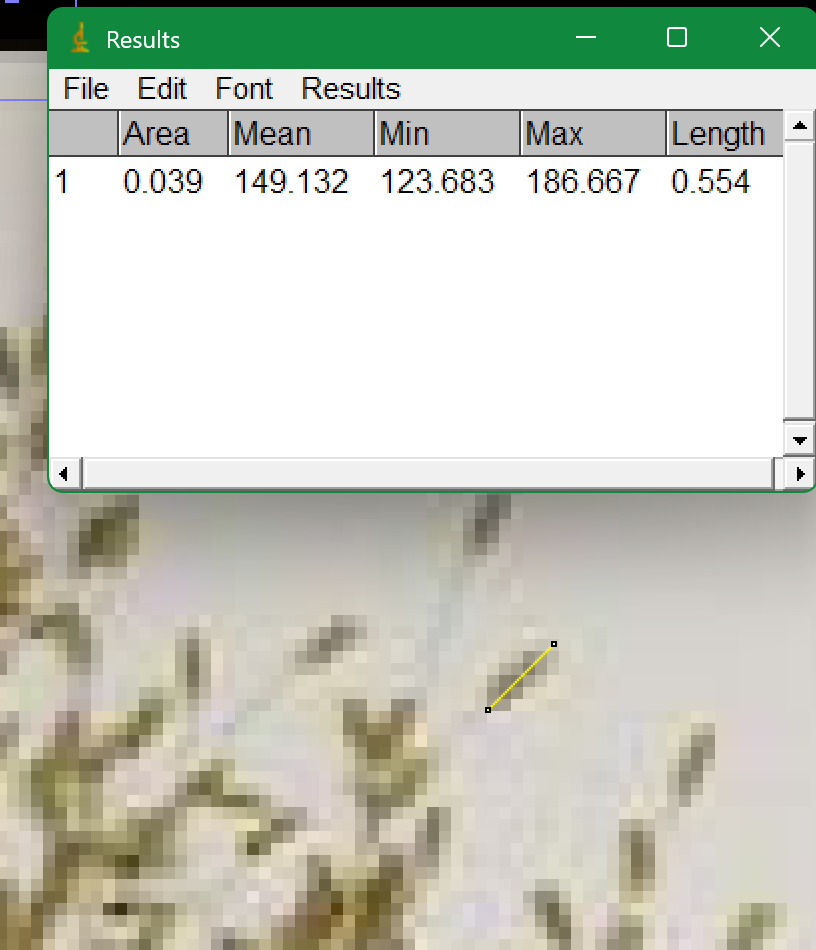 Results
File Edit Font Results
Area Mean Min Max Length
1 0.039 149.132 123.683 186.667 0.554